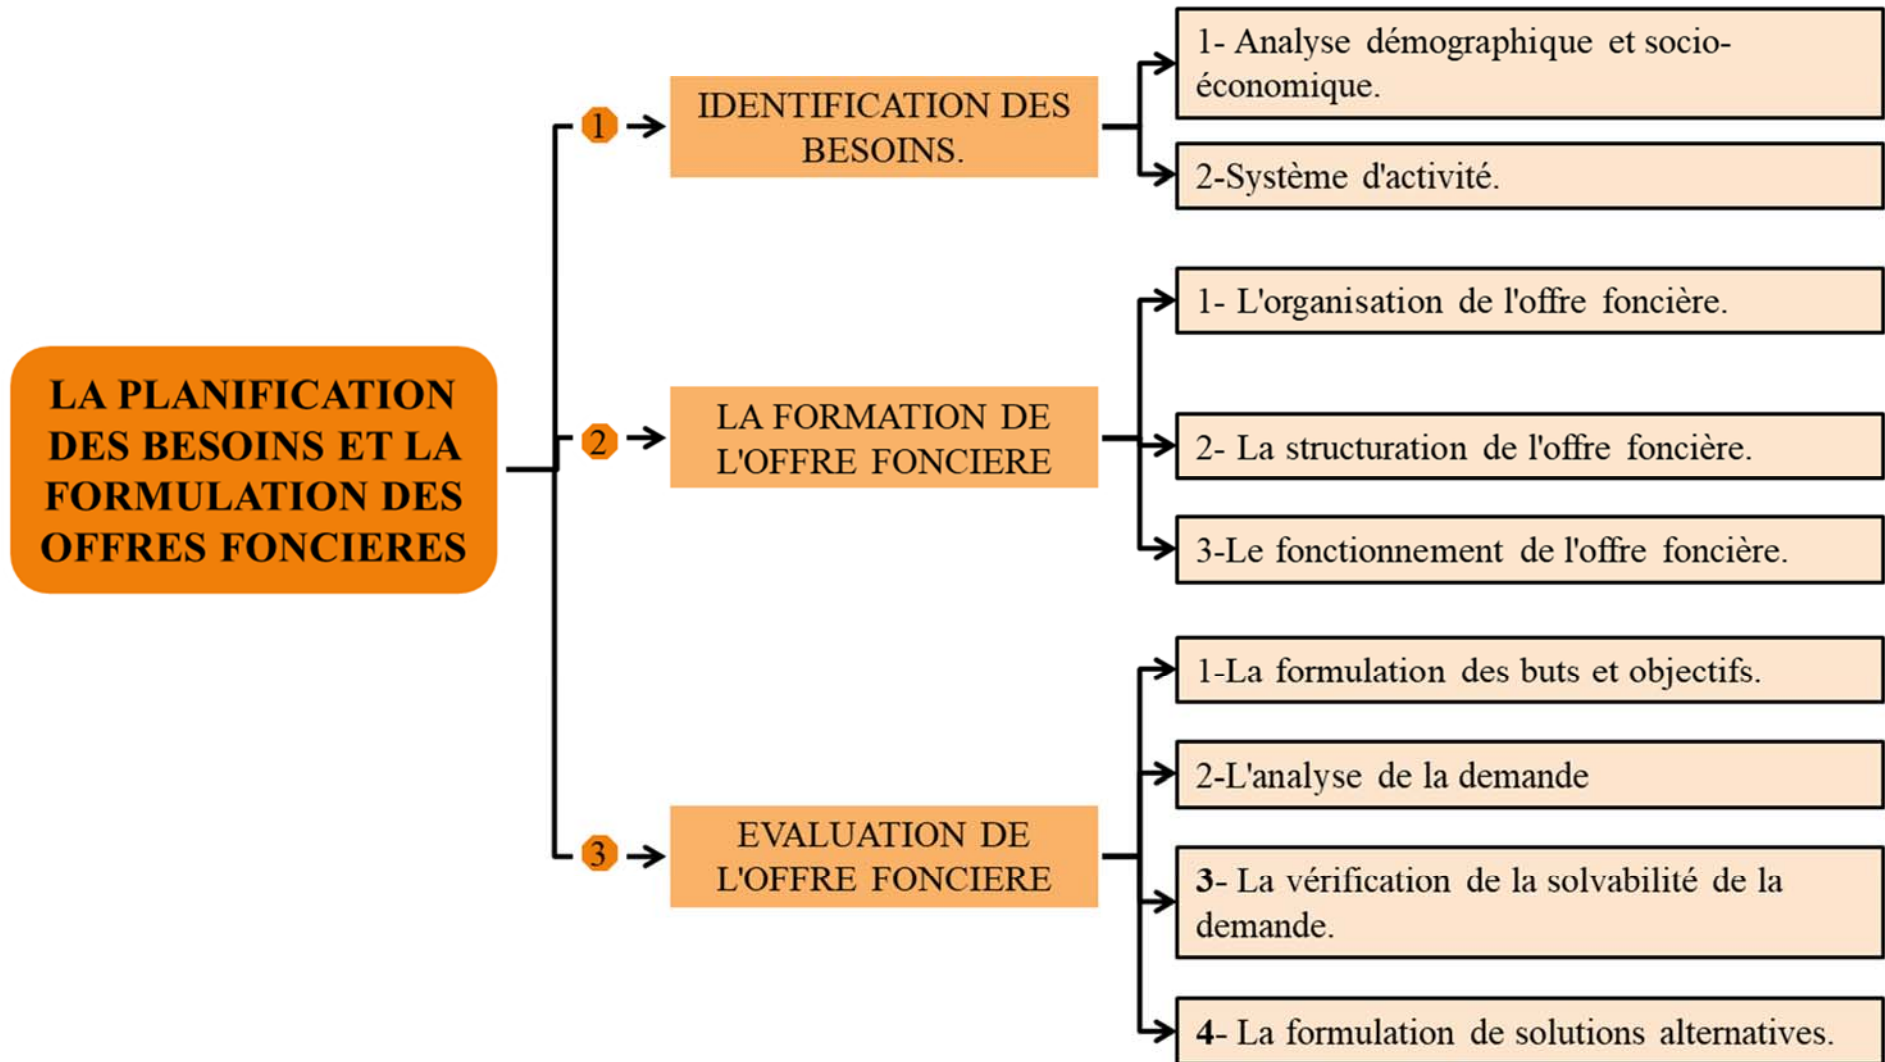 LA PLANIFICATION
DES BESOINS ET LA
FORMULATION DES
OFFRES FONCIERES
1
IDENTIFICATION DES
BESOINS.
1- Analyse démographique et socio-
économique.
2-Système d'activité.
2
LA FORMATION DE
L'OFFRE FONCIERE
1- L'organisation de l'offre foncière.
2- La structuration de l'offre foncière.
3-Le fonctionnement de l'offre foncière.
3
EVALUATION DE
L'OFFRE FONCIERE
1-La formulation des buts et objectifs.
2-L'analyse de la demande
3- La vérification de la solvabilité de la
demande.
4- La formulation de solutions alternatives.